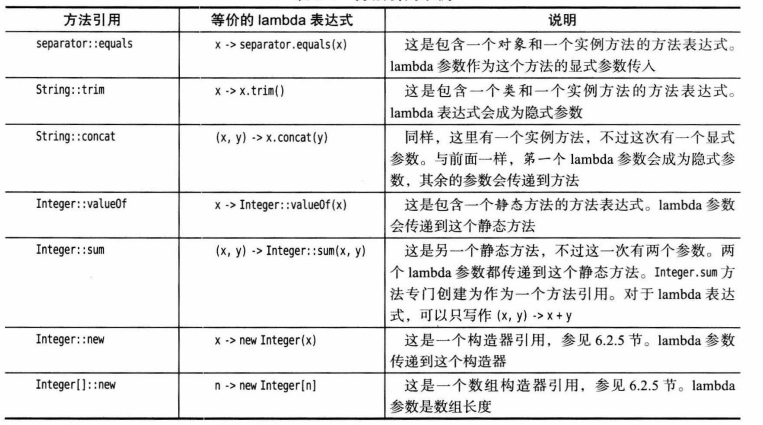 方法引用 等价的 lambda 表达式 说明
separator::equals x -> separator.equals(x) 这是包含一个对象和一个实例方法的方法表达式。
lambda 参数作为这个方法的显式参数传入
String::trim x -> x.trim() 这是包含一个类和一个实例方法的方法表达式。
lambda 表达式会成为隐式参数
String::concat (x, y) -> x.concat(y) 同样，这里有一个实例方法，不过这次有一个显式
参数。与前面一样，第一个 lambda 参数会成为隐式参
数，其余的参数会传递到方法
Integer::valueOf x -> Integer::valueOf(x) 这是包含一个静态方法的方法表达式。lambda 参数
会传递到这个静态方法
Integer::sum (x, y) -> Integer::sum(x, y) 这是另一个静态方法，不过这一次有两个参数。两
个 lambda 参数都传递到这个静态方法。Integer.sum 方
法专门创建为作为一个方法引用。对于 lambda 表达
式，可以只写作 (x, y) -> x + y
Integer::new x -> new Integer(x) 这是一个构造器引用，参见 6.2.5 节。lambda 参数
传递到这个构造器
Integer[]::new n -> new Integer[n] 这是一个数组构造器引用，参见 6.2.5 节。lambda
参数是数组长度